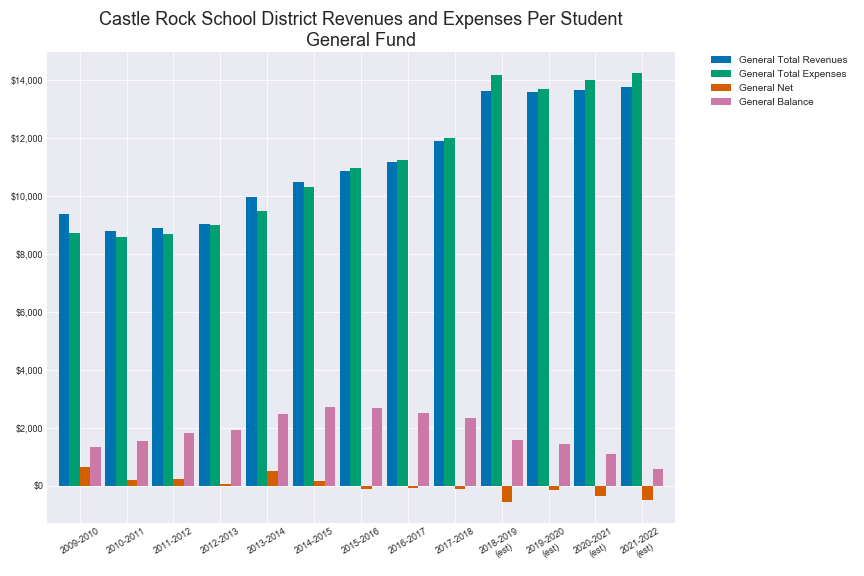 Castle Rock School District Revenues and Expenses Per Student
General Fund
General Total Revenues
General Total Expenses
General Net
General Balance
$14,000
$12,000
$10,000
$8,000
$6,000
$4,000
$2,000
$0
2009-2010
2010-2011
2011-2012
2012-2013
2013-2014
2014-2015
2015-2016
2016-2017
2017-2018
2018-2019
(est)
2019-2020
(est)
2020-2021
(est)
2021-2022
(est)